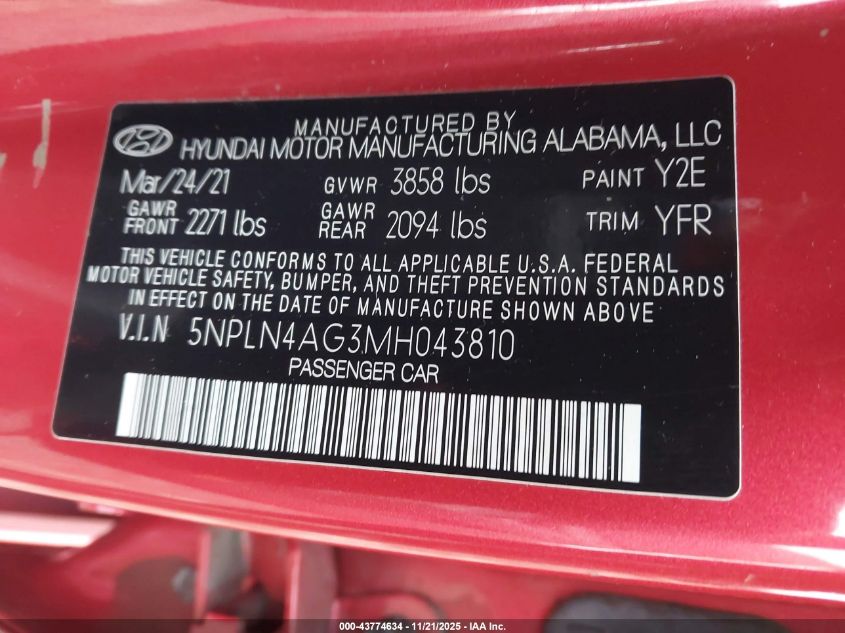 MANUFACTURED BY
HYUNDAI MOTOR MANUFACTURING ALABAMA, LLC
Mar/24/21 GVWR 3858 lbs PAINT Y2E
GAWR FRONT 2271 lbs GAWR REAR 2094 lbs TRIM YFR
THIS VEHICLE CONFORMS TO ALL APPLICABLE U.S.A. FEDERAL
MOTOR VEHICLE SAFETY, BUMPER, AND THEFT PREVENTION STANDARDS
IN EFFECT ON THE DATE OF MANUFACTURE SHOWN ABOVE.
V.I.N 5NPLN4AG3MH043810
PASSENGER CAR
000-43774634 - 11/21/2025 - IAA Inc.